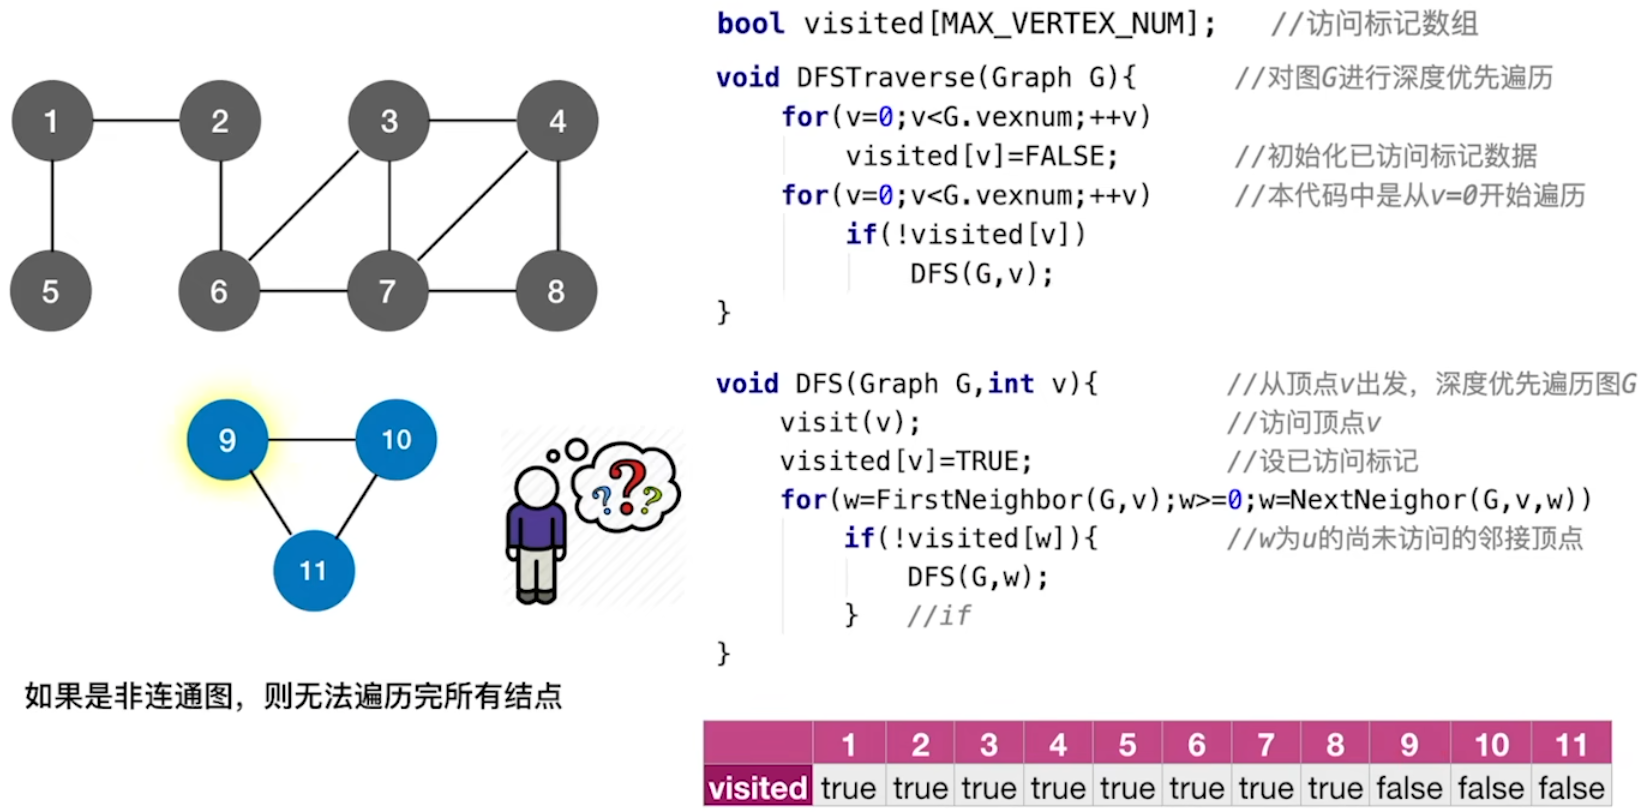 bool visited[MAX_VERTEX_NUM]; //访问标记数组
void DFSTraverse(Graph G){ //对图G进行深度优先遍历
for(v=0;v<G.vexnum;++v)
visited[v]=FALSE; //初始化已访问标记数据
for(v=0;v<G.vexnum;++v) //本代码中是从v=0开始遍历
if(!visited[v])
DFS(G,v);
}
void DFS(Graph G,int v){ //从顶点v出发，深度优先遍历图G
visit(v); //访问顶点v
visited[v]=TRUE; //设已访问标记
for(w=FirstNeighbor(G,v);w>=0;w=NextNeighor(G,v,w))
if(!visited[w]){ //w为u的尚未访问的邻接顶点
DFS(G,w);
} //if
}
1 2 3 4
5 6 7 8
9 10
11
? ? ?
如果是非连通图，则无法遍历完所有结点
1 2 3 4 5 6 7 8 9 10 11
visited true true true true true true true true false false false